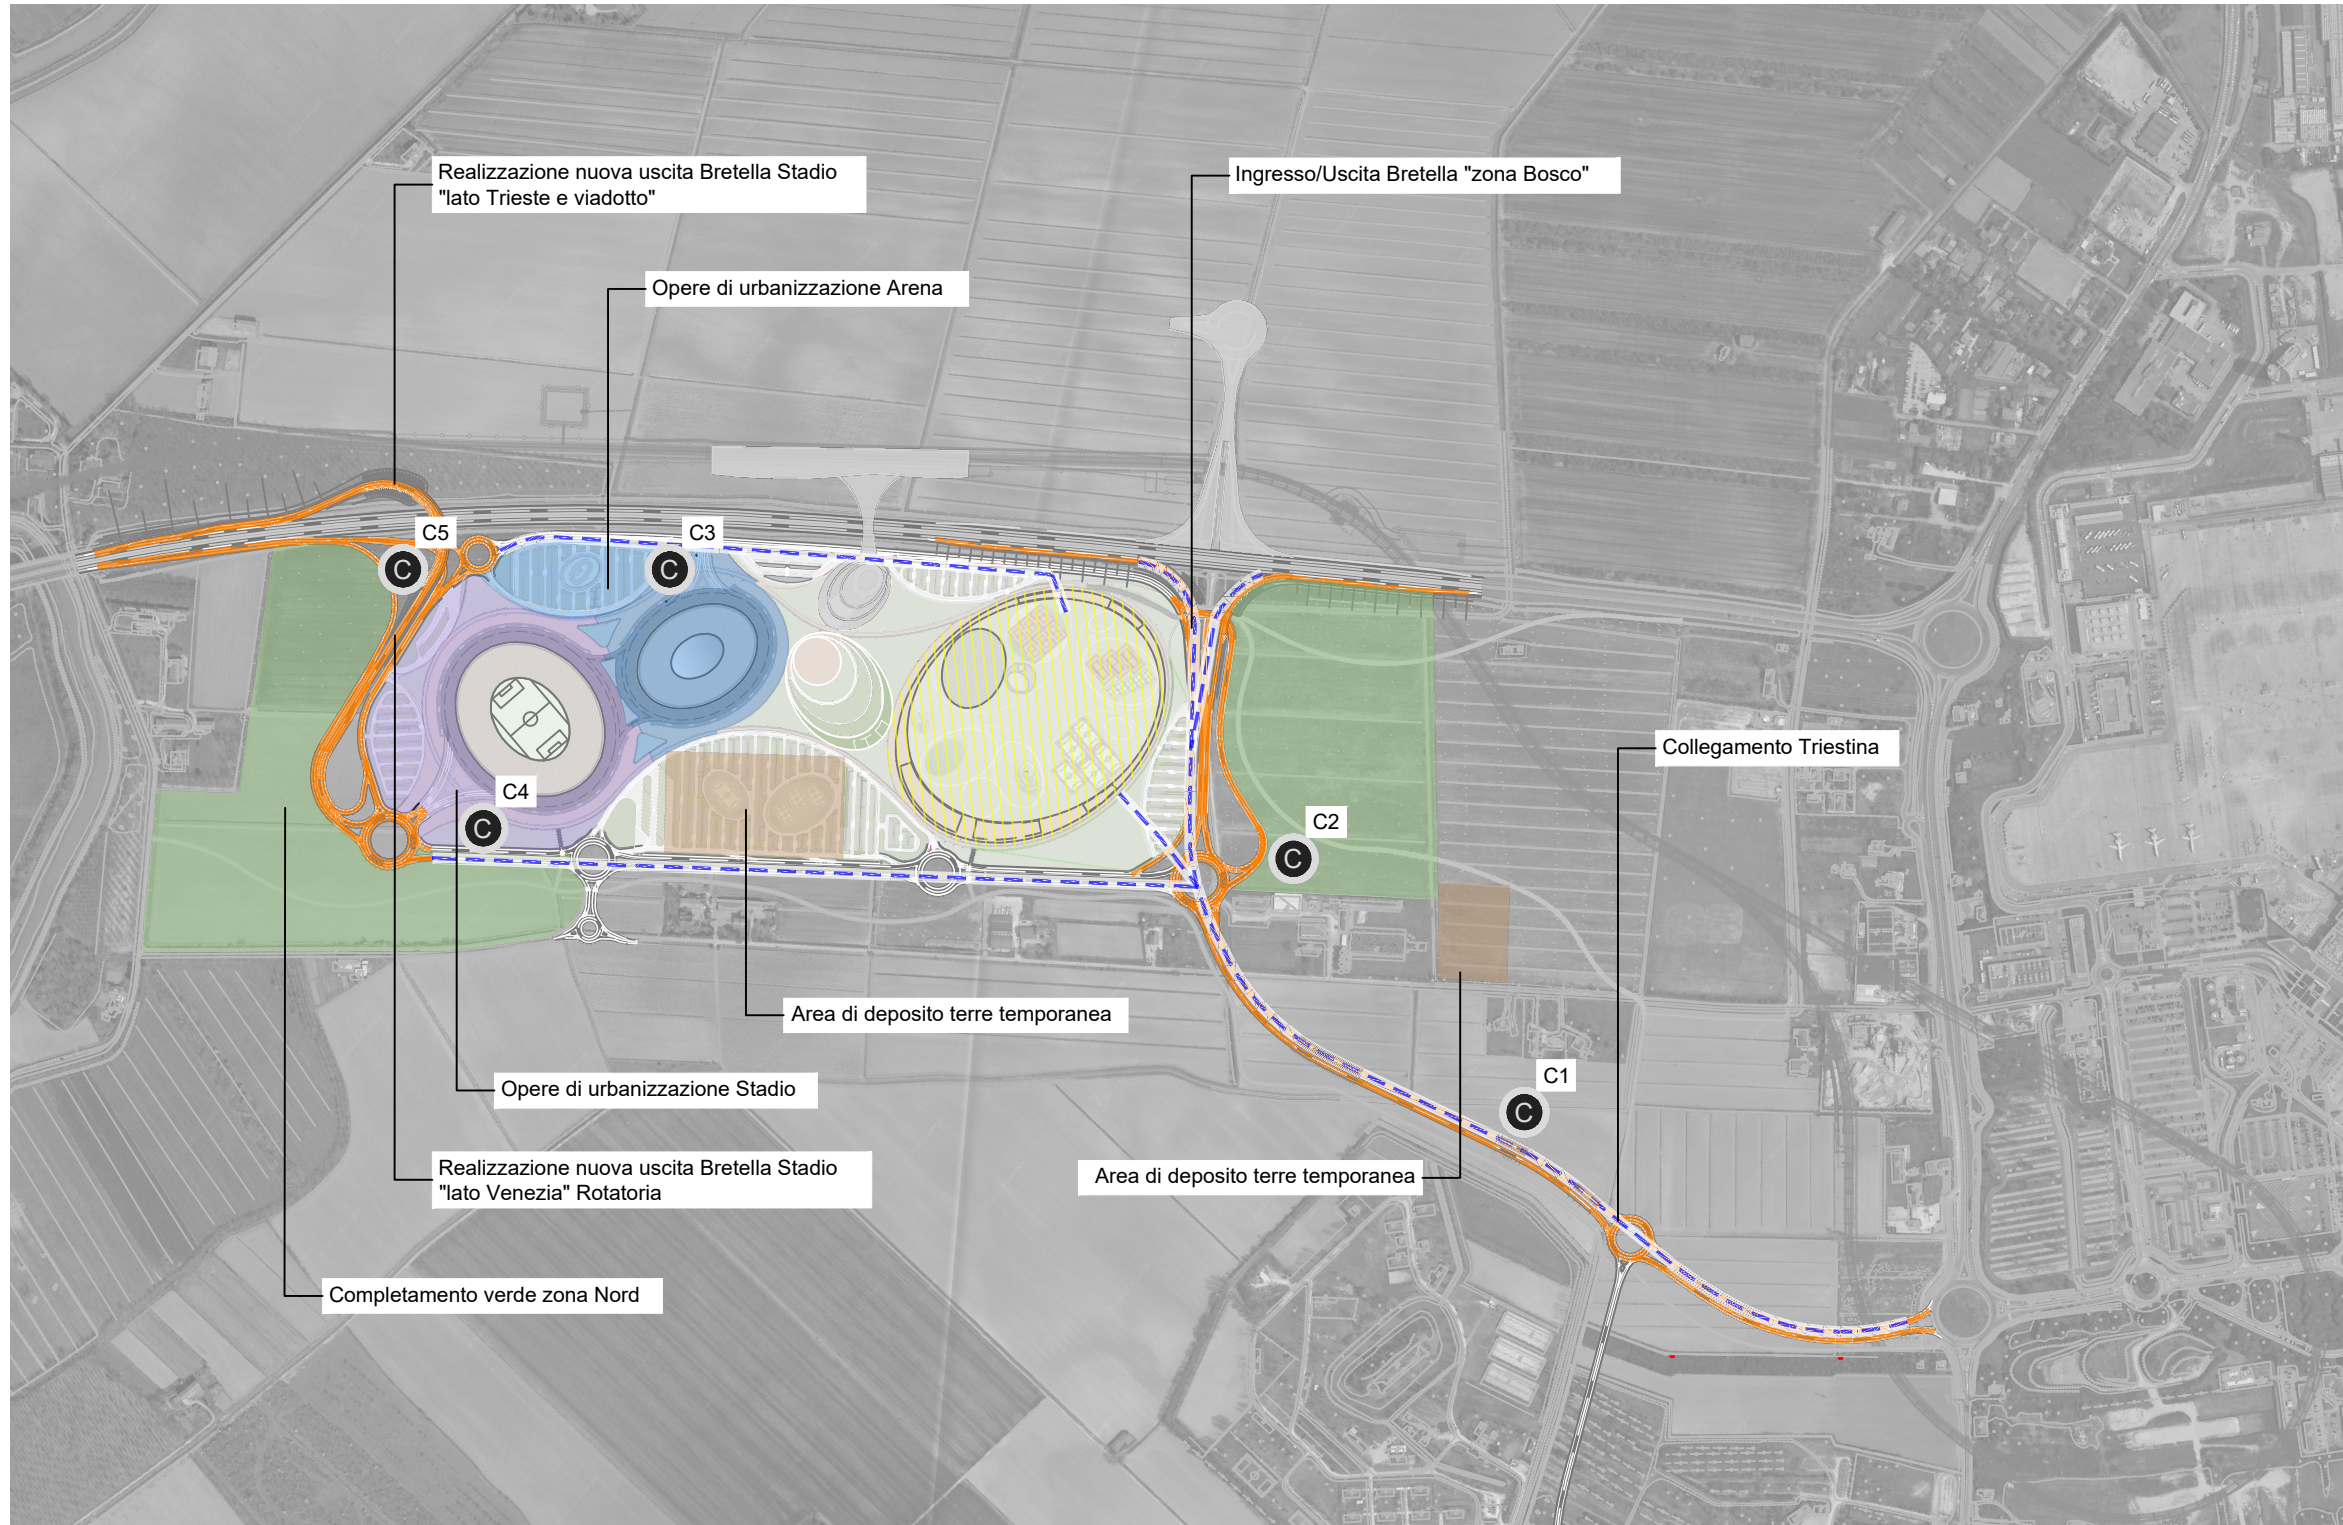 Realizzazione nuova uscita Bretella Stadio
"lato Trieste e viadotto"
Ingresso/Uscita Bretella "zona Bosco"
Opere di urbanizzazione Arena
C5
C
C3
C
Collegamento Triestina
C4
C
C2
C
Area di deposito terre temporanea
C1
C
Opere di urbanizzazione Stadio
Realizzazione nuova uscita Bretella Stadio
"lato Venezia" Rotatoria
Area di deposito terre temporanea
Completamento verde zona Nord